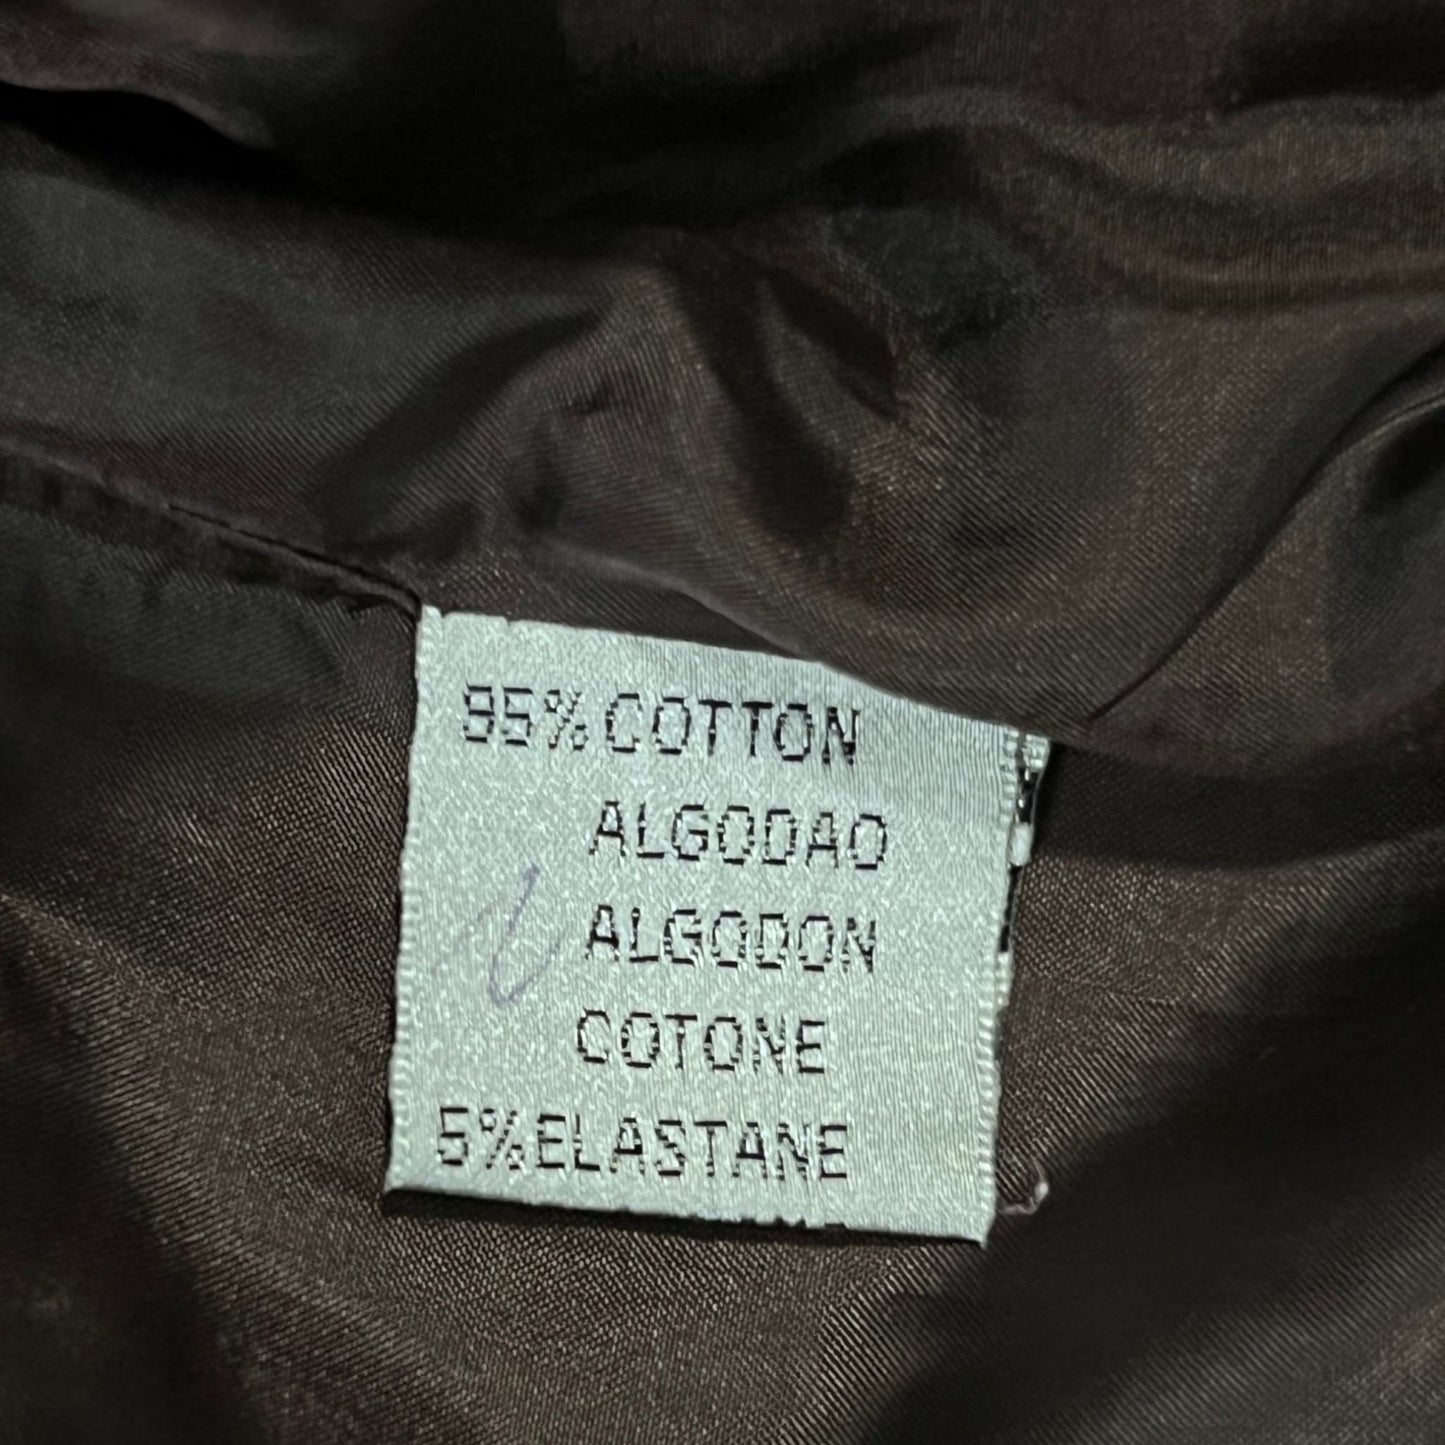 95% COTTON
ALGODAO
ALGODON
COTONE
5% ELASTANE